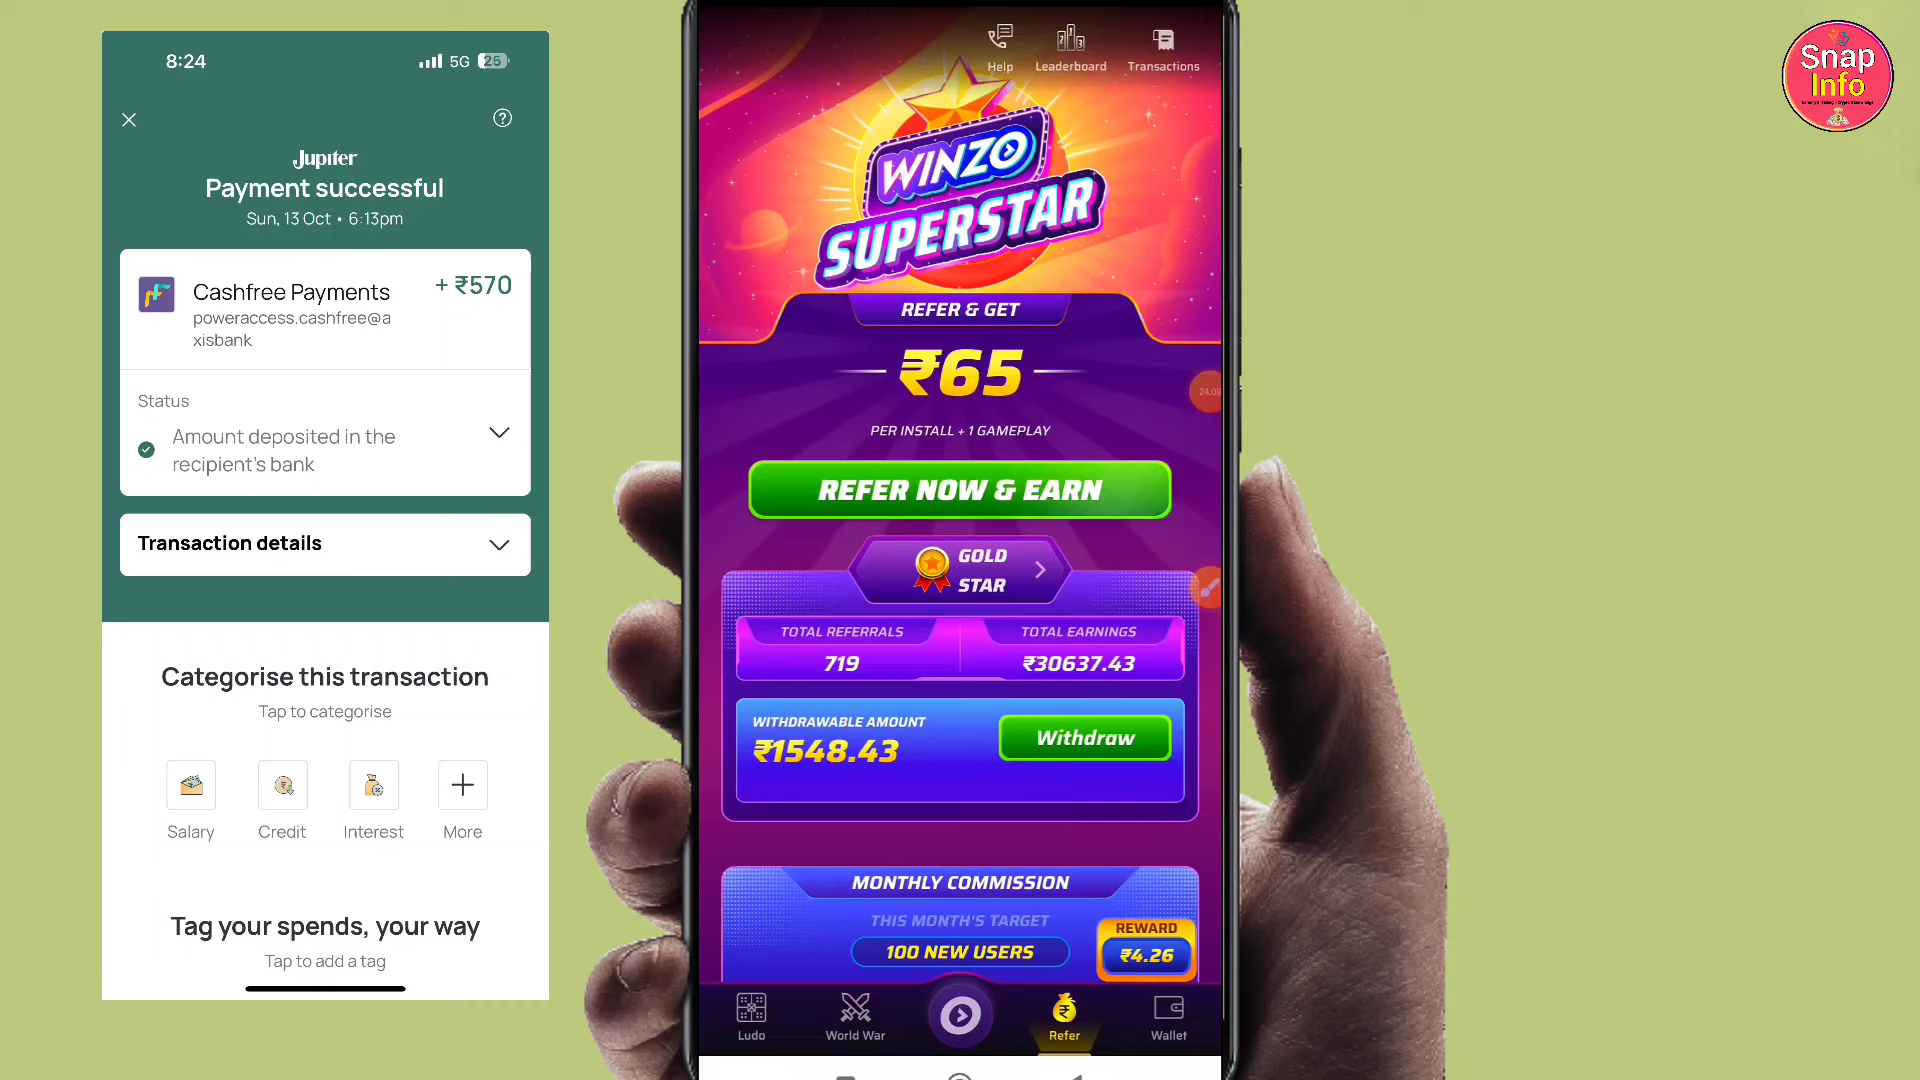 8:24
5G
25
Jupiter
Payment successful
Sun, 13 Oct • 6:13pm
Cashfree Payments
+ ₹570
poweraccess.cashfree@a
xisbank
Status
Amount deposited in the
recipient's bank
Transaction details
Categorise this transaction
Tap to categorise
Salary
Credit
Interest
More
Tag your spends, your way
Tap to add a tag
Help
Leaderboard
Transactions
WINZO
SUPERSTAR
REFER & GET
₹65
PER INSTALL + 1 GAMEPLAY
REFER NOW & EARN
GOLD
STAR
TOTAL REFERRALS
719
TOTAL EARNINGS
₹30637.43
WITHDRAWABLE AMOUNT
₹1548.43
Withdraw
MONTHLY COMMISSION
THIS MONTH'S TARGET
100 NEW USERS
REWARD
₹4.26
Ludo
World War
Refer
Wallet
Snap
Info